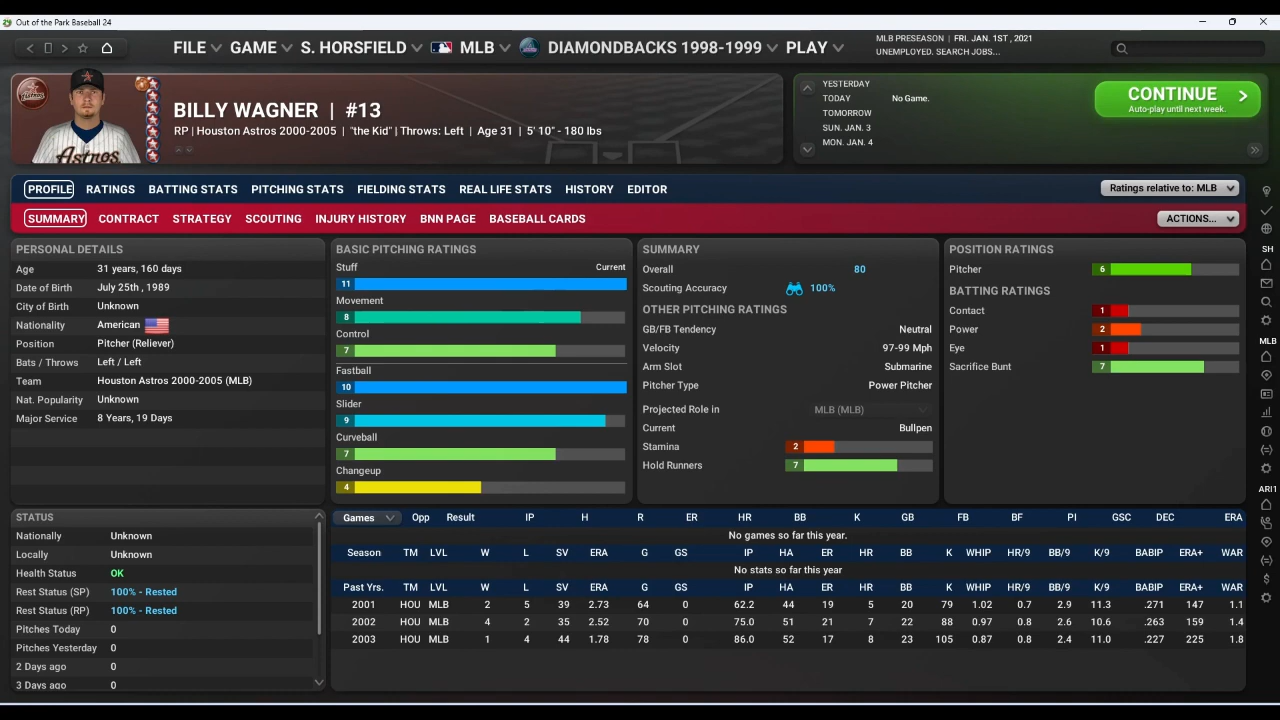 Out of the Park Baseball 24
FILE GAME S. HORSFIELD MLB DIAMONDBACKS 1998-1999 PLAY
MLB PRESEASON | FRI. JAN. 1ST , 2021
UNEMPLOYED. SEARCH JOBS...
BILLY WAGNER | #13
RP | Houston Astros 2000-2005 | "the Kid" | Throws: Left | Age 31 | 5' 10" - 180 lbs
Astros
YESTERDAY
TODAY No Game.
TOMORROW
SUN. JAN. 3
MON. JAN. 4
CONTINUE
Auto-play until next week.
PROFILE RATINGS BATTING STATS PITCHING STATS FIELDING STATS REAL LIFE STATS HISTORY EDITOR
Ratings relative to: MLB
SUMMARY CONTRACT STRATEGY SCOUTING INJURY HISTORY BNN PAGE BASEBALL CARDS
ACTIONS...
PERSONAL DETAILS
Age 31 years, 160 days
Date of Birth July 25th , 1989
City of Birth Unknown
Nationality American
Position Pitcher (Reliever)
Bats / Throws Left / Left
Team Houston Astros 2000-2005 (MLB)
Nat. Popularity Unknown
Major Service 8 Years, 19 Days
BASIC PITCHING RATINGS
Stuff Current
11
Movement
8
Control
7
Fastball
10
Slider
9
Curveball
7
Changeup
4
SUMMARY
Overall 80
Scouting Accuracy 100%
OTHER PITCHING RATINGS
GB/FB Tendency Neutral
Velocity 97-99 Mph
Arm Slot Submarine
Pitcher Type Power Pitcher
Projected Role in MLB (MLB)
Current Bullpen
Stamina 2
Hold Runners 7
POSITION RATINGS
Pitcher 6
BATTING RATINGS
Contact 1
Power 2
Eye 1
Sacrifice Bunt 7
SH
MLB
ARI1
STATUS
Nationally Unknown
Locally Unknown
Health Status OK
Rest Status (SP) 100% - Rested
Rest Status (RP) 100% - Rested
Pitches Today 0
Pitches Yesterday 0
2 Days ago 0
3 Days ago 0
Games Opp Result IP H R ER HR BB K GB FB BF PI GSC DEC ERA
No games so far this year.
Season TM LVL W L SV ERA G GS IP HA ER HR BB K WHIP HR/9 BB/9 K/9 BABIP ERA+ WAR
No stats so far this year
Past Yrs. TM LVL W L SV ERA G GS IP HA ER HR BB K WHIP HR/9 BB/9 K/9 BABIP ERA+ WAR
2001 HOU MLB 2 5 39 2.73 64 0 62.2 44 19 5 20 79 1.02 0.7 2.9 11.3 .271 147 1.1
2002 HOU MLB 4 2 35 2.52 70 0 75.0 51 21 7 22 88 0.97 0.8 2.6 10.6 .263 159 1.4
2003 HOU MLB 1 4 44 1.78 78 0 86.0 52 17 8 23 105 0.87 0.8 2.4 11.0 .227 225 1.8